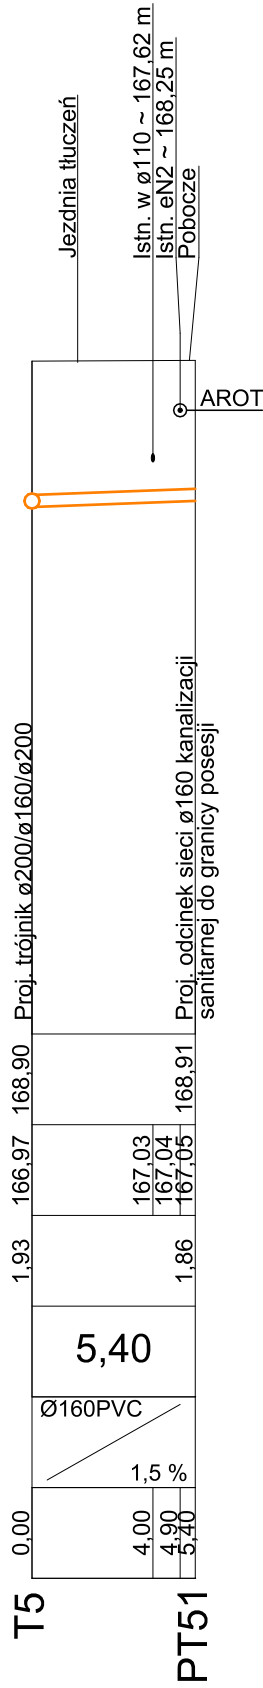 Jezdnia tłuczeń
Istn. w ø110 ~ 167,62 m
Istn. eN2 ~ 168,25 m
Pobocze
AROT
Proj. trójnik ø200/ø160/ø200
Proj. odcinek sieci ø160 kanalizacji
sanitarnej do granicy posesji
168,90
168,91
166,97
167,03
167,04
167,05
1,93
1,86
5,40
Ø160PVC
1,5 %
0,00
4,00
4,90
5,40
T5
PT51